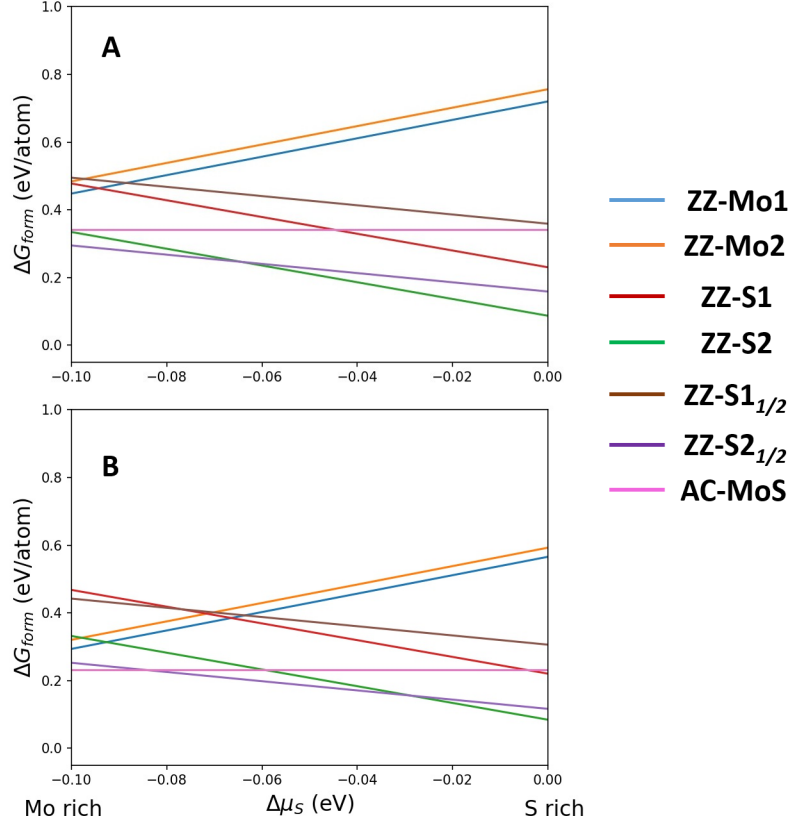 A
1.0
0.8
0.6
0.4
0.2
0.0
ΔG_form (eV/atom)
−0.10 −0.08 −0.06 −0.04 −0.02 0.00
ZZ-Mo1
ZZ-Mo2
ZZ-S1
ZZ-S2
ZZ-S1_1/2
ZZ-S2_1/2
AC-MoS
B
1.0
0.8
0.6
0.4
0.2
0.0
ΔG_form (eV/atom)
−0.10 −0.08 −0.06 −0.04 −0.02 0.00
Mo rich Δμ_S (eV) S rich